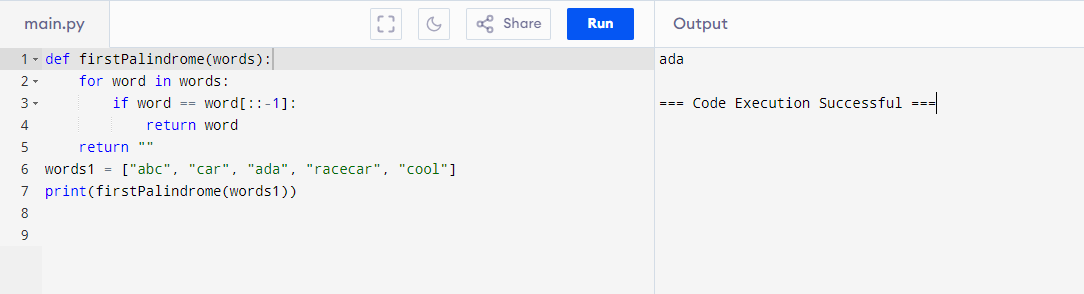 main.py Share Run Output
1 def firstPalindrome(words):
2     for word in words:
3         if word == word[::-1]:
4             return word
5     return ""
6 words1 = ["abc", "car", "ada", "racecar", "cool"]
7 print(firstPalindrome(words1))
8
9
ada
=== Code Execution Successful ===